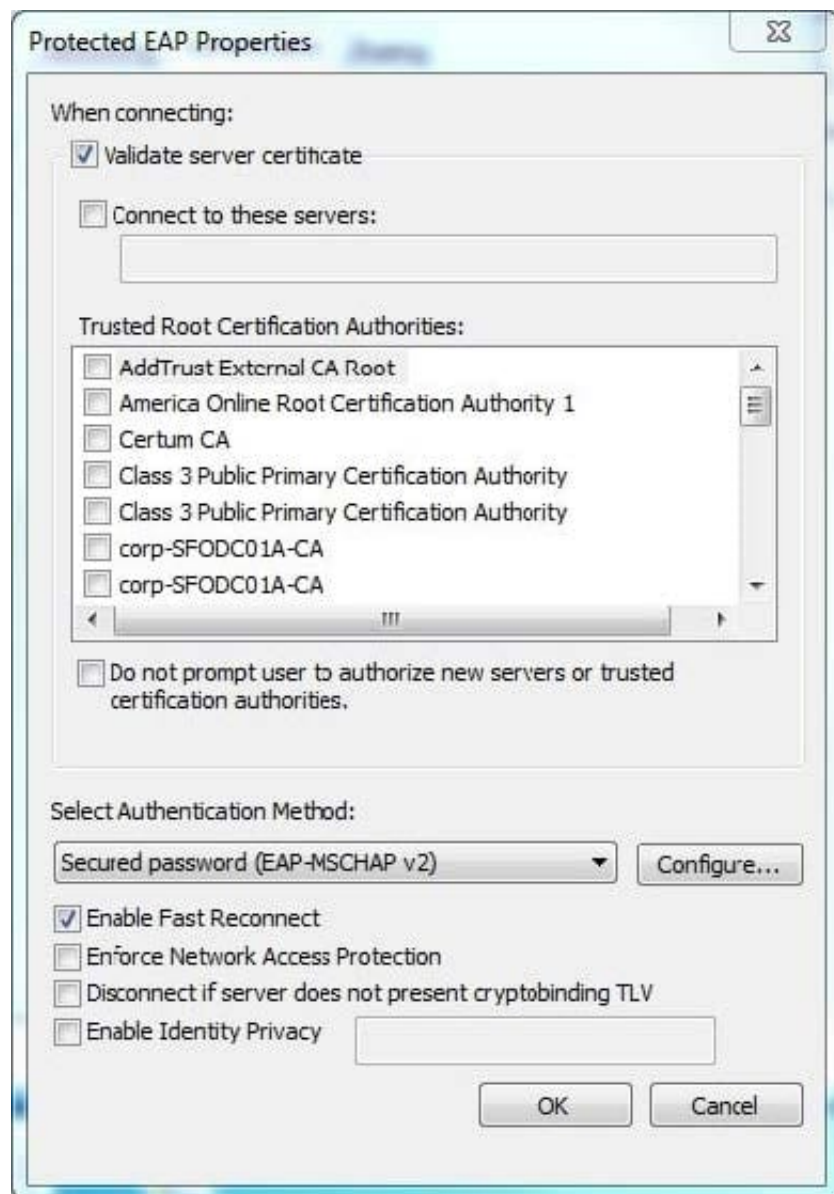 Protected EAP Properties
When connecting:
Validate server certificate
Connect to these servers:
Trusted Root Certification Authorities:
AddTrust External CA Root
America Online Root Certification Authority 1
Certum CA
Class 3 Public Primary Certification Authority
Class 3 Public Primary Certification Authority
corp-SFODC01A-CA
corp-SFODC01A-CA
Do not prompt user to authorize new servers or trusted
certification authorities.
Select Authentication Method:
Secured password (EAP-MSCHAP v2)
Configure...
Enable Fast Reconnect
Enforce Network Access Protection
Disconnect if server does not present cryptobinding TLV
Enable Identity Privacy
OK
Cancel